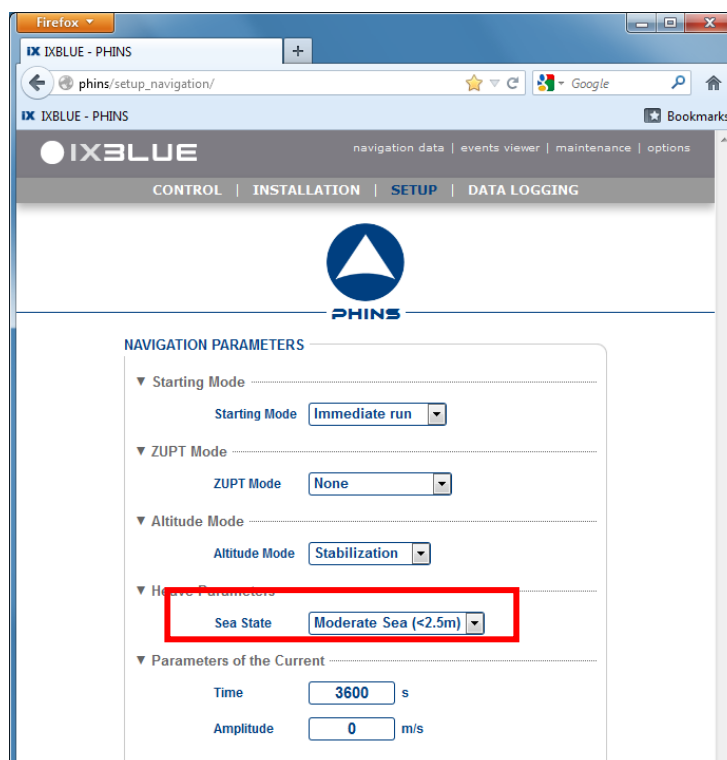 Firefox
IX IXBLUE - PHINS
+
phins/setup_navigation/
Google
IX IXBLUE - PHINS
Bookmarks
IXBLUE
navigation data | events viewer | maintenance | options
CONTROL | INSTALLATION | SETUP | DATA LOGGING
PHINS
NAVIGATION PARAMETERS
Starting Mode
Starting Mode Immediate run
ZUPT Mode
ZUPT Mode None
Altitude Mode
Altitude Mode Stabilization
Heave Parameters
Sea State Moderate Sea (<2.5m)
Parameters of the Current
Time 3600 s
Amplitude 0 m/s